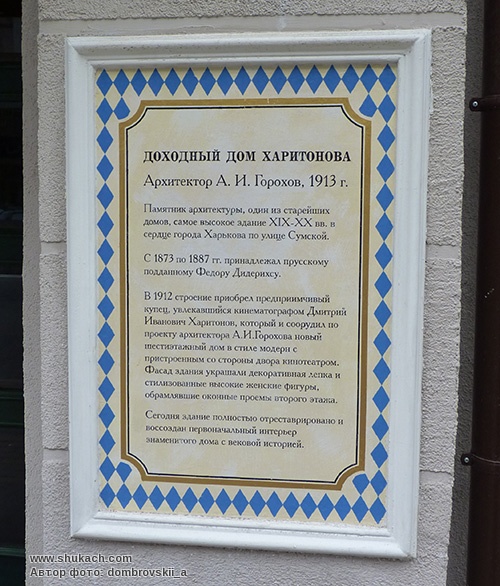 ДОХОДНЫЙ ДОМ ХАРИТОНОВА
Архитектор А. И. Горохов, 1913 г.
Памятник архитектуры, один из старейших
домов, самое высокое здание XIX-XX вв. в
сердце города Харькова по улице Сумской.
С 1873 по 1887 гг. принадлежал прусскому
подданному Федору Дидерихсу.
В 1912 строение приобрел предприимчивый
купец, увлекавшийся кинематографом Дмитрий
Иванович Харитонов, который и соорудил по
проекту архитектора А.И.Горохова новый
шестиэтажный дом в стиле модерн с
пристроенным со стороны двора кинотеатром.
Фасад здания украшали декоративная лепка и
стилизованные высокие женские фигуры,
обрамлявшие оконные проемы второго этажа.
Сегодня здание полностью отреставрировано и
воссоздан первоначальный интерьер
знаменитого дома с вековой историей.
www.shukach.com
Автор фото: dombrovskii_a